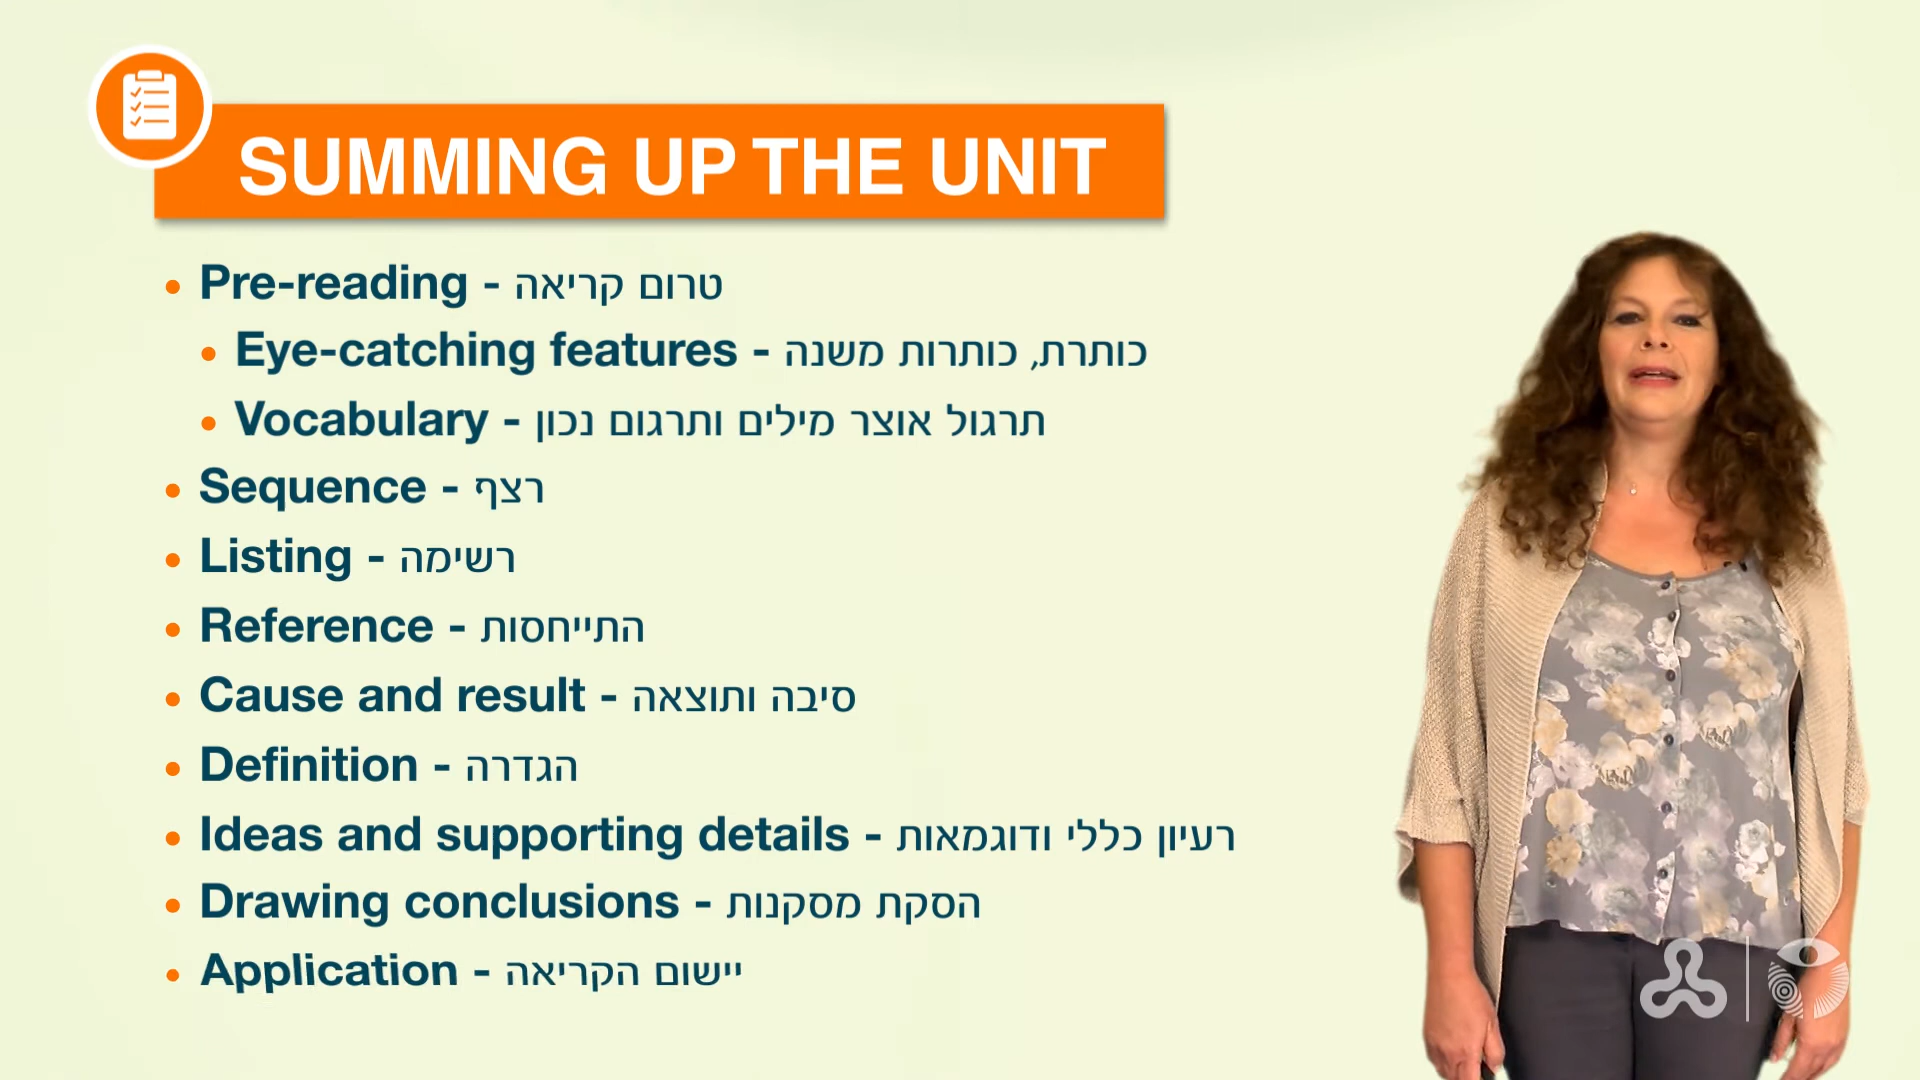 SUMMING UP THE UNIT
Pre-reading - טרום קריאה
Eye-catching features - כותרת, כותרות משנה
Vocabulary - תרגול אוצר מילים ותרגום נכון
Sequence - רצף
Listing - רשימה
Reference - התייחסות
Cause and result - סיבה ותוצאה
Definition - הגדרה
Ideas and supporting details - רעיון כללי ודוגמאות
Drawing conclusions - הסקת מסקנות
Application - יישום הקריאה